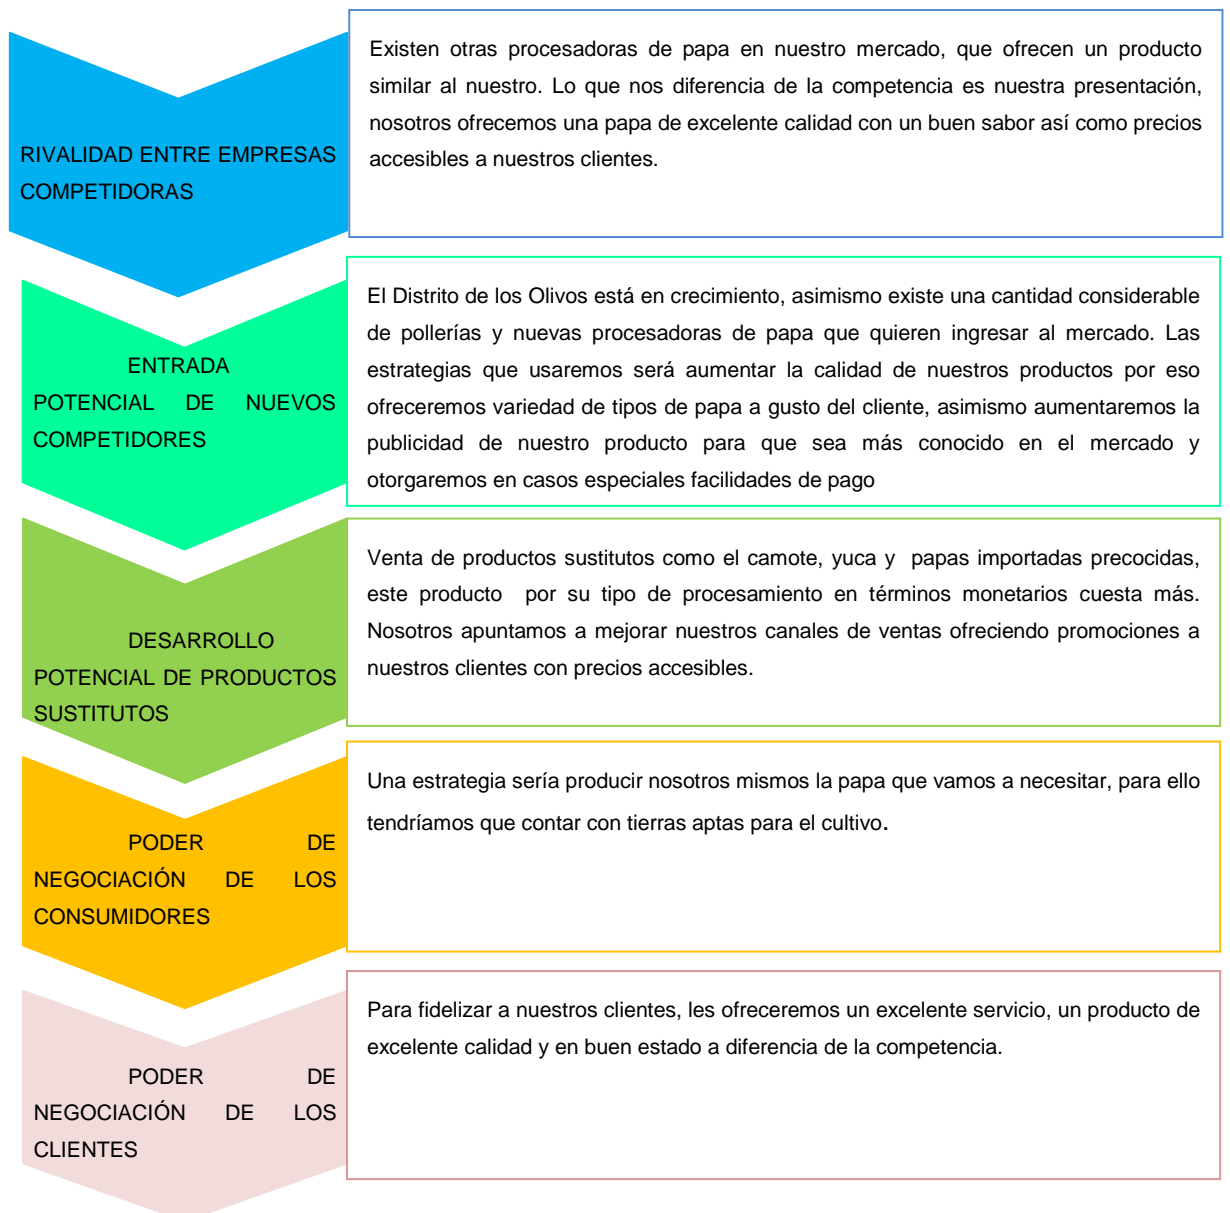 RIVALIDAD ENTRE EMPRESAS
COMPETIDORAS
Existen otras procesadoras de papa en nuestro mercado, que ofrecen un producto
similar al nuestro. Lo que nos diferencia de la competencia es nuestra presentación,
nosotros ofrecemos una papa de excelente calidad con un buen sabor así como precios
accesibles a nuestros clientes.
ENTRADA
POTENCIAL DE NUEVOS
COMPETIDORES
El Distrito de los Olivos está en crecimiento, asimismo existe una cantidad considerable
de pollerías y nuevas procesadoras de papa que quieren ingresar al mercado. Las
estrategias que usaremos será aumentar la calidad de nuestros productos por eso
ofreceremos variedad de tipos de papa a gusto del cliente, asimismo aumentaremos la
publicidad de nuestro producto para que sea más conocido en el mercado y
otorgaremos en casos especiales facilidades de pago
DESARROLLO
POTENCIAL DE PRODUCTOS
SUSTITUTOS
Venta de productos sustitutos como el camote, yuca y papas importadas precocidas,
este producto por su tipo de procesamiento en términos monetarios cuesta más.
Nosotros apuntamos a mejorar nuestros canales de ventas ofreciendo promociones a
nuestros clientes con precios accesibles.
PODER DE
NEGOCIACIÓN DE LOS
CONSUMIDORES
Una estrategia sería producir nosotros mismos la papa que vamos a necesitar, para ello
tendríamos que contar con tierras aptas para el cultivo.
PODER DE
NEGOCIACIÓN DE LOS
CLIENTES
Para fidelizar a nuestros clientes, les ofreceremos un excelente servicio, un producto de
excelente calidad y en buen estado a diferencia de la competencia.